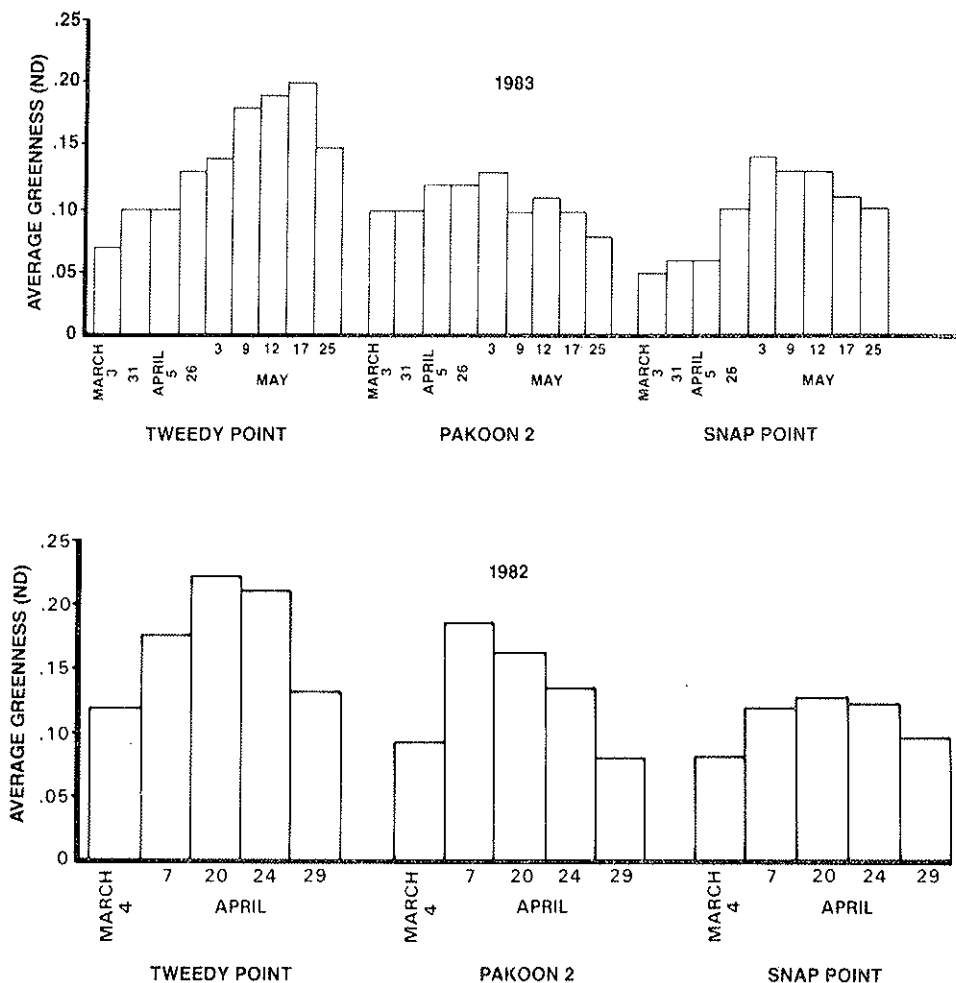 .25
1983
.20
.15
.10
.05
0
AVERAGE GREENNESS (ND)
MARCH 3 31 APRIL 5 26 3 9 12 17 25
MAY
MARCH 3 31 APRIL 5 26 3 9 12 17 25
MAY
MARCH 3 31 APRIL 5 26 3 9 12 17 25
MAY
TWEEDY POINT PAKOON 2 SNAP POINT
.25
1982
.20
.15
.10
.05
0
AVERAGE GREENNESS (ND)
MARCH 4 7 20 24 29
APRIL
MARCH 4 7 20 24 29
APRIL
MARCH 4 7 20 24 29
APRIL
TWEEDY POINT PAKOON 2 SNAP POINT